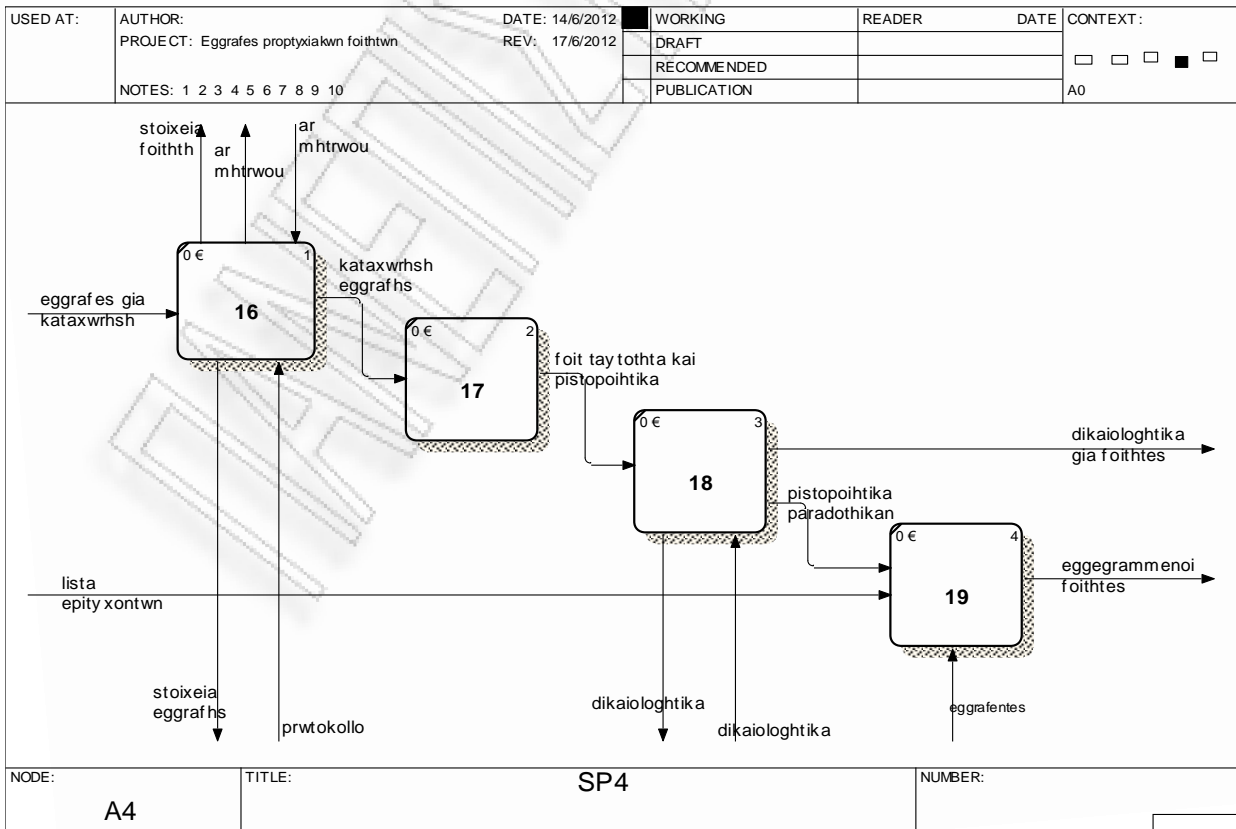 USED AT:
AUTHOR:
DATE: 14/6/2012
PROJECT: Eggrafes proptyxiakwn foithtwn
REV: 17/6/2012
NOTES: 1 2 3 4 5 6 7 8 9 10
WORKING
DRAFT
RECOMMENDED
PUBLICATION
READER
DATE
CONTEXT:
A0
stoixeia
foithth
ar
mhtrwou
ar
mhtrwou
0 €
1
16
eggrafes gia
kataxwrhsh
kataxwrhsh
eggrafhs
0 €
2
17
foit taytothta kai
pistopoihtika
0 €
3
18
dikaiologhtika
gia foithtes
pistopoihtika
paradothikan
0 €
4
19
eggegrammenoi
foithtes
lista
epityxontwn
stoixeia
eggrafhs
prwtokollo
dikaiologhtika
dikaiologhtika
eggrafentes
NODE:
A4
TITLE:
SP4
NUMBER: